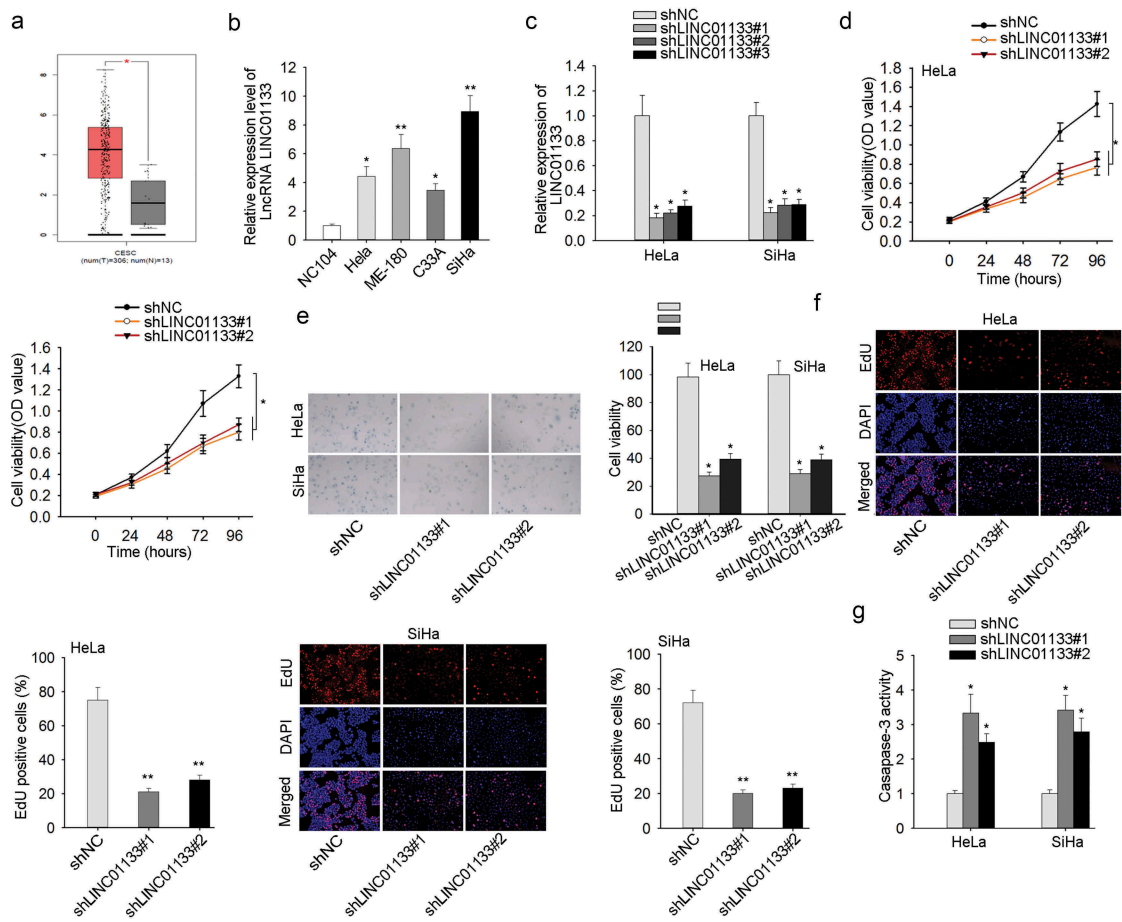 a
*
8
6
4
2
0
CESC
(num(T)=306; num(N)=13)
b
Relative expression level of
LncRNA LINC01133
12
10
8
6
4
2
0
*
**
*
**
NC104
Hela
ME-180
C33A
SiHa
c
shNC
shLINC01133#1
shLINC01133#2
shLINC01133#3
Relative expression of
LINC01133
1.4
1.2
1.0
0.8
0.6
0.4
0.2
0.0
* * *
* * *
HeLa
SiHa
d
shNC
shLINC01133#1
shLINC01133#2
HeLa
Cell viability(OD value)
1.8
1.6
1.4
1.2
1.0
0.8
0.6
0.4
0.2
0.0
*
0 24 48 72 96
Time (hours)
shNC
shLINC01133#1
shLINC01133#2
Cell viability(OD value)
1.6
1.4
1.2
1.0
0.8
0.6
0.4
0.2
0.0
*
0 24 48 72 96
Time (hours)
e
HeLa
SiHa
shNC
shLINC01133#1
shLINC01133#2
Cell viability
120
100
80
60
40
20
0
HeLa
SiHa
* *
* *
shNC
shLINC01133#1
shLINC01133#2
shNC
shLINC01133#1
shLINC01133#2
f
HeLa
EdU
DAPI
Merged
shNC
shLINC01133#1
shLINC01133#2
HeLa
EdU positive cells (%)
100
80
60
40
20
0
**
**
shNC
shLINC01133#1
shLINC01133#2
SiHa
EdU
DAPI
Merged
shNC
shLINC01133#1
shLINC01133#2
SiHa
EdU positive cells (%)
100
80
60
40
20
0
**
**
shNC
shLINC01133#1
shLINC01133#2
g
shNC
shLINC01133#1
shLINC01133#2
Casapase-3 activity
5
4
3
2
1
0
* *
* *
HeLa
SiHa